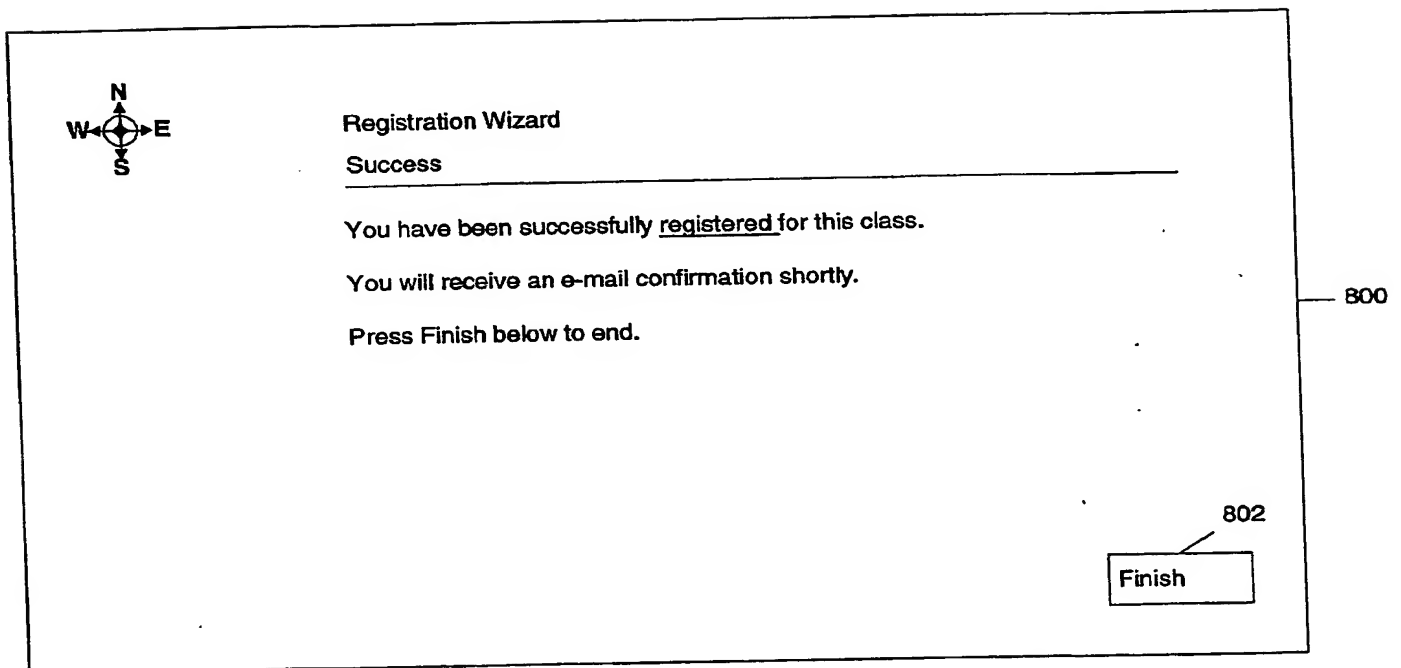 N
W E
S
Registration Wizard
Success
You have been successfully registered for this class.
You will receive an e-mail confirmation shortly.
Press Finish below to end.
800
802
Finish